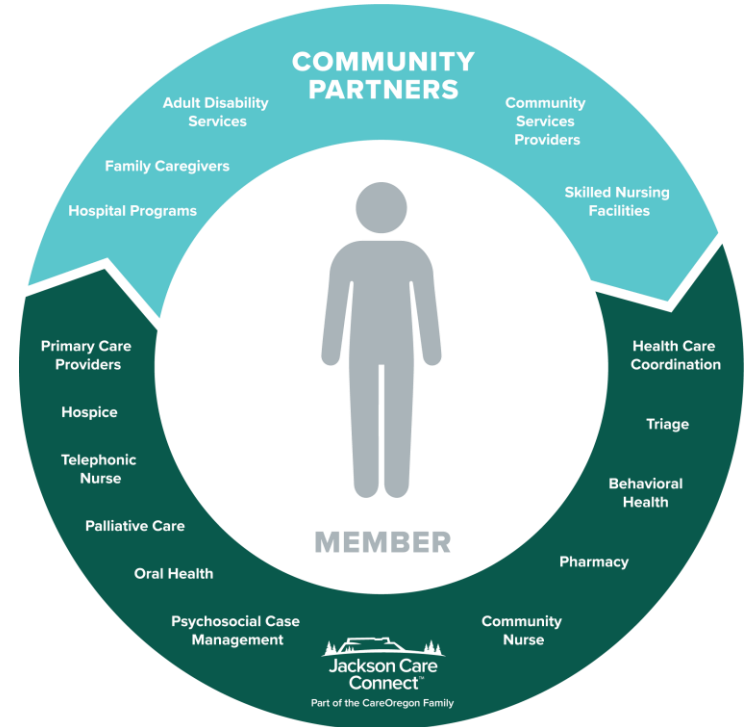 COMMUNITY
PARTNERS
Adult Disability
Services
Family Caregivers
Hospital Programs
Community
Services
Providers
Skilled Nursing
Facilities
Primary Care
Providers
Hospice
Telephonic
Nurse
Palliative Care
Oral Health
Psychosocial Case
Management
Health Care
Coordination
Triage
Behavioral
Health
Pharmacy
Community
Nurse
MEMBER
Jackson Care
Connect™
Part of the CareOregon Family